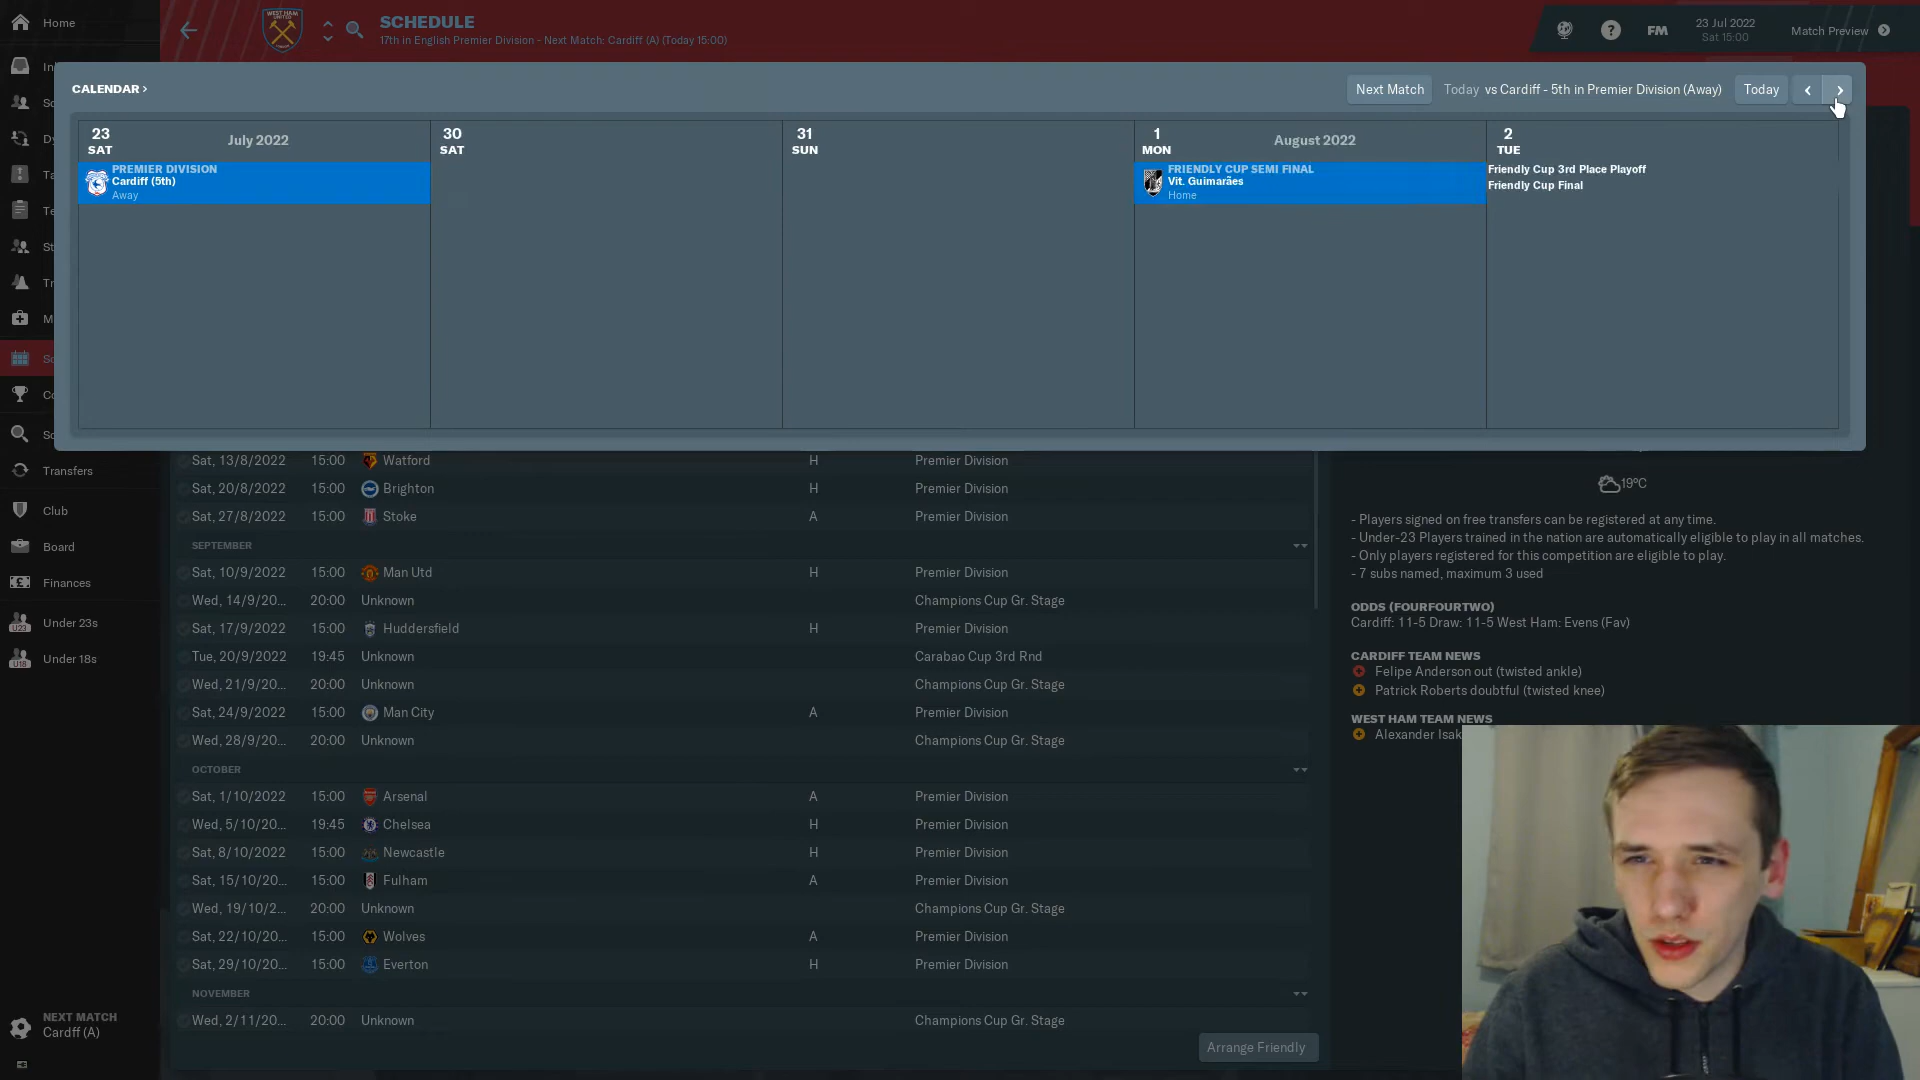 Home
SCHEDULE
17th in English Premier Division - Next Match: Cardiff (A) (Today 15:00)
FM
23 Jul 2022
Sat 15:00
Match Preview
CALENDAR >
Next Match
Today vs Cardiff - 5th in Premier Division (Away)
Today
23
SAT
July 2022
30
SAT
31
SUN
1
MON
August 2022
2
TUE
PREMIER DIVISION
Cardiff (5th)
Away
FRIENDLY CUP SEMI FINAL
Vit. Guimarães
Home
Friendly Cup 3rd Place Playoff
Friendly Cup Final
Sat, 13/8/2022 15:00 Watford H Premier Division
Sat, 20/8/2022 15:00 Brighton H Premier Division
Sat, 27/8/2022 15:00 Stoke A Premier Division
SEPTEMBER
Sat, 10/9/2022 15:00 Man Utd H Premier Division
Wed, 14/9/20... 20:00 Unknown Champions Cup Gr. Stage
Sat, 17/9/2022 15:00 Huddersfield H Premier Division
Tue, 20/9/2022 19:45 Unknown Carabao Cup 3rd Rnd
Wed, 21/9/20... 20:00 Unknown Champions Cup Gr. Stage
Sat, 24/9/2022 15:00 Man City A Premier Division
Wed, 28/9/20... 20:00 Unknown Champions Cup Gr. Stage
OCTOBER
Sat, 1/10/2022 15:00 Arsenal A Premier Division
Wed, 5/10/20... 19:45 Chelsea H Premier Division
Sat, 8/10/2022 15:00 Newcastle H Premier Division
Sat, 15/10/20... 15:00 Fulham A Premier Division
Wed, 19/10/2... 20:00 Unknown Champions Cup Gr. Stage
Sat, 22/10/20... 15:00 Wolves A Premier Division
Sat, 29/10/20... 15:00 Everton H Premier Division
NOVEMBER
Wed, 2/11/20... 20:00 Unknown Champions Cup Gr. Stage
Arrange Friendly
Transfers
Club
Board
Finances
U23
Under 23s
U18
Under 18s
NEXT MATCH
Cardff (A)
19°C
- Players signed on free transfers can be registered at any time.
- Under-23 Players trained in the nation are automatically eligible to play in all matches.
- Only players registered for this competition are eligible to play.
- 7 subs named, maximum 3 used
ODDS (FOURFOURTWO)
Cardiff: 11-5 Draw: 11-5 West Ham: Evens (Fav)
CARDIFF TEAM NEWS
Felipe Anderson out (twisted ankle)
Patrick Roberts doubtful (twisted knee)
WEST HAM TEAM NEWS
Alexander Isak